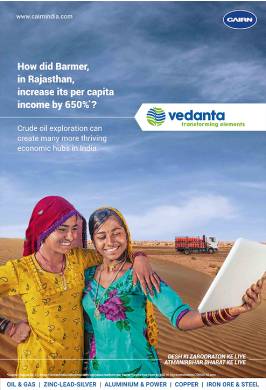 www.cairnindia.com
CAIRN
How did Barmer,
in Rajasthan,
increase its per capita
income by 650%*?
vedanta
transforming elements
Crude oil exploration can
create many more thriving
economic hubs in India
DESH KI ZAROORATON KE LIYE
ATMANIRBHAR BHARAT KE LIYE
OIL & GAS | ZINC-LEAD-SILVER | ALUMINIUM & POWER | COPPER | IRON ORE & STEEL